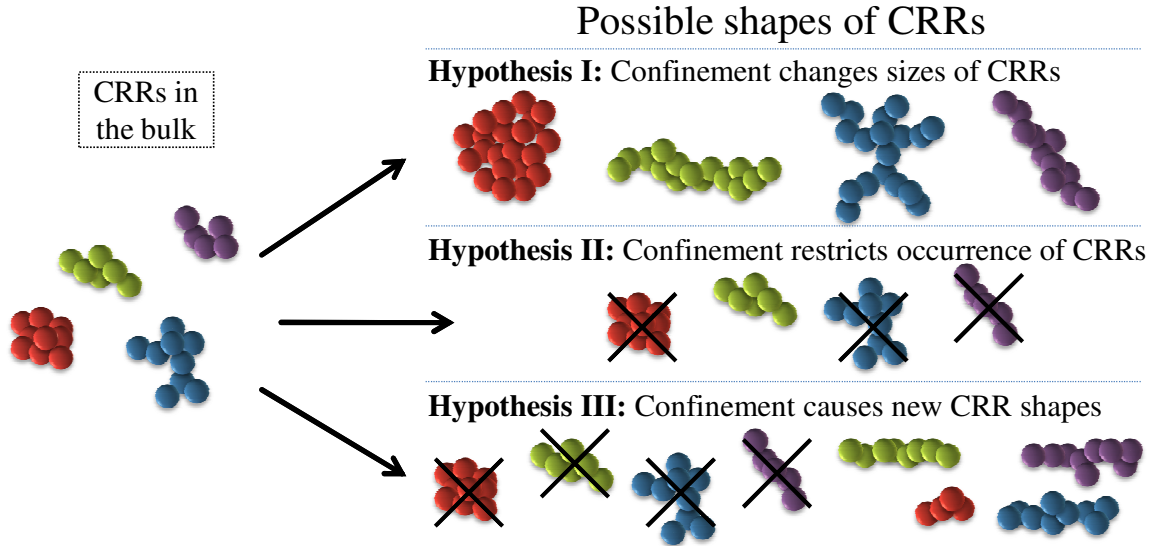 Possible shapes of CRRs
CRRs in
the bulk
Hypothesis I: Confinement changes sizes of CRRs
Hypothesis II: Confinement restricts occurrence of CRRs
Hypothesis III: Confinement causes new CRR shapes